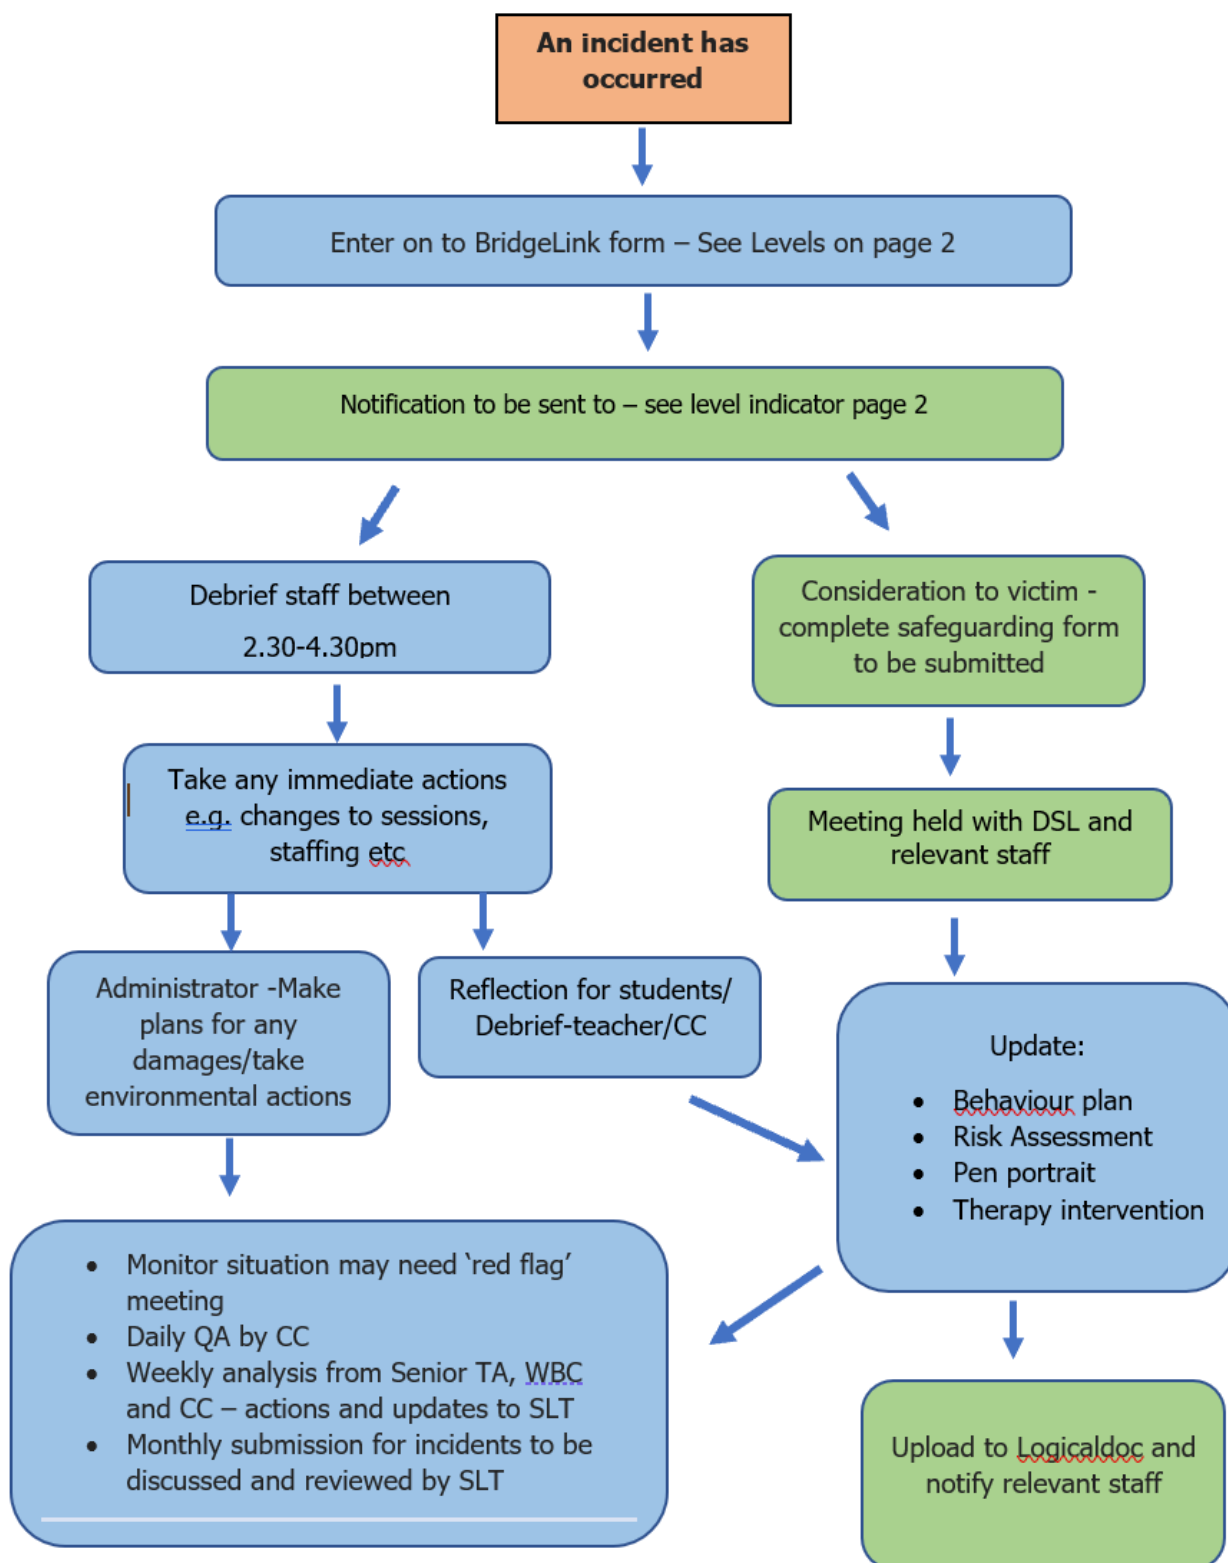 An incident has
occurred
Enter on to BridgeLink form – See Levels on page 2
Notification to be sent to – see level indicator page 2
Debrief staff between
2.30-4.30pm
Consideration to victim -
complete safeguarding form
to be submitted
Take any immediate actions
e.g. changes to sessions,
staffing etc
Meeting held with DSL and
relevant staff
Administrator -Make
plans for any
damages/take
environmental actions
Reflection for students/
Debrief-teacher/CC
Update:
• Behaviour plan
• Risk Assessment
• Pen portrait
• Therapy intervention
• Monitor situation may need ‘red flag’
meeting
• Daily QA by CC
• Weekly analysis from Senior TA, WBC
and CC – actions and updates to SLT
• Monthly submission for incidents to be
discussed and reviewed by SLT
Upload to Logicaldoc and
notify relevant staff